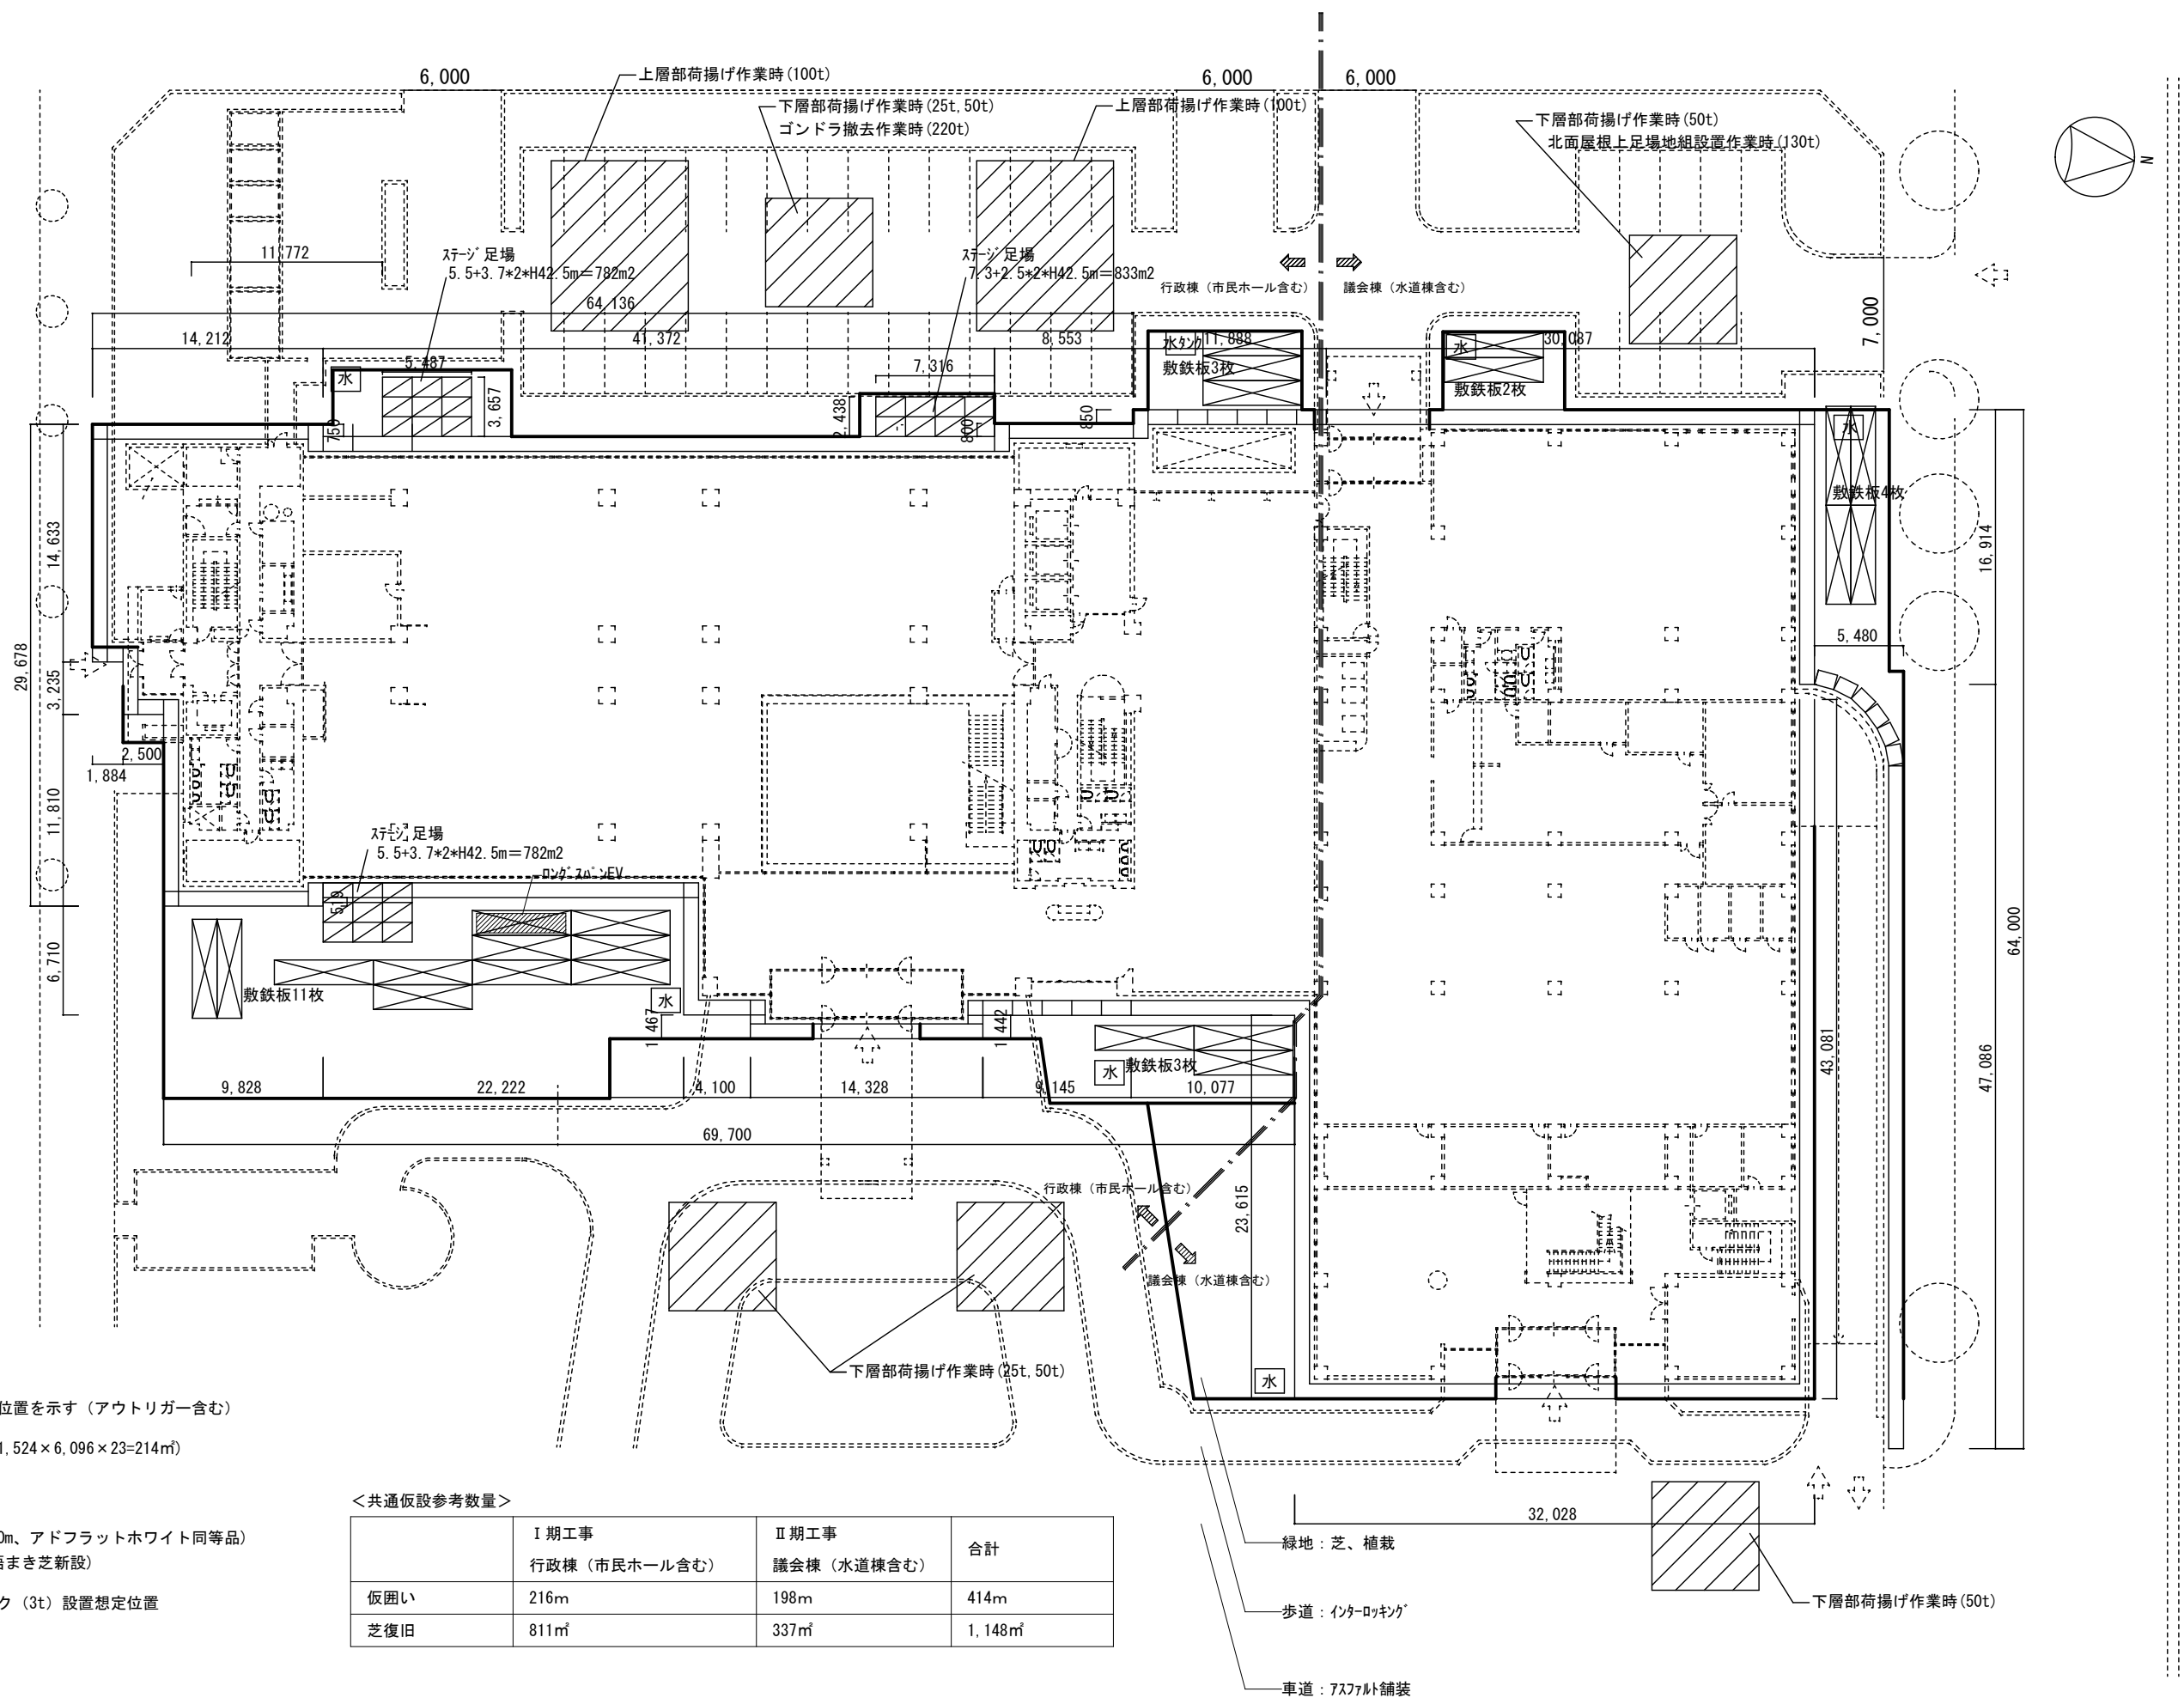 6,000
6,000
6,000
上層部荷揚げ作業時(100t)
下層部荷揚げ作業時(25t,50t)
ゴンドラ撤去作業時(220t)
上層部荷揚げ作業時(100t)
下層部荷揚げ作業時(50t)
北面屋根上足場地組設置作業時(130t)
N
11,772
ｽﾃｰｼﾞ足場
5.5+3.7*2*H42.5m＝782m2
ｽﾃｰｼﾞ足場
7.3+2.5*2*H42.5m＝833m2
行政棟（市民ホール含む）
議会棟（水道棟含む）
64,136
14,212
41,372
8,553
水ﾀﾝｸ
11,888
水
30,087
7,000
敷鉄板3枚
敷鉄板2枚
水
5,487
7,316
3,657
2,438
750
800
850
水
敷鉄板4枚
14,633
16,914
29,678
3,235
5,480
2,500
1,884
11,810
ｽﾃｰｼﾞ足場
5.5+3.7*2*H42.5m＝782m2
ﾛﾝｸﾞｽﾊﾟﾝEV
519
6,710
64,000
敷鉄板11枚
水
1,467
1,442
敷鉄板3枚
水
43,081
47,086
9,828
22,222
4,100
14,328
9,145
10,077
69,700
行政棟（市民ホール含む）
23,615
議会棟（水道棟含む）
下層部荷揚げ作業時(25t,50t)
水
位置を示す（アウトリガー含む）
1,524×6,096×23=214㎡）
0m、アドフラットホワイト同等品）
まき芝新設）
ク（3t）設置想定位置
＜共通仮設参考数量＞
Ⅰ期工事
行政棟（市民ホール含む）
Ⅱ期工事
議会棟（水道棟含む）
合計
仮囲い 216m 198m 414m
芝復旧 811㎡ 337㎡ 1,148㎡
32,028
緑地：芝、植栽
歩道：ｲﾝﾀｰﾛｯｷﾝｸﾞ
車道：ｱｽﾌｧﾙﾄ舗装
下層部荷揚げ作業時(50t)